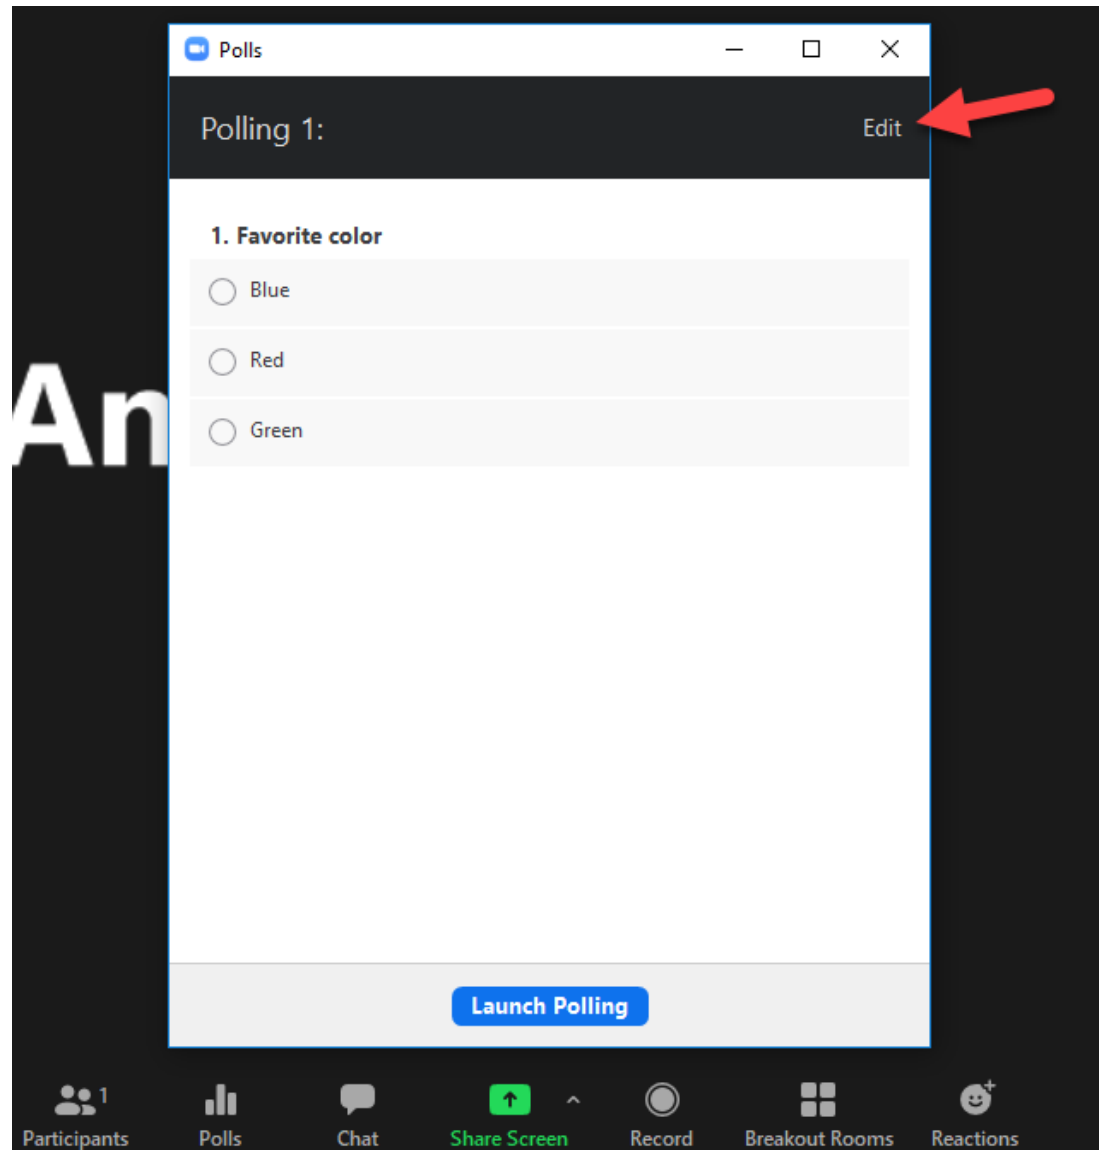 Polls
Polling 1:
Edit
1. Favorite color
Blue
Red
Green
An
Launch Polling
1
Participants
Polls
Chat
Share Screen
Record
Breakout Rooms
Reactions